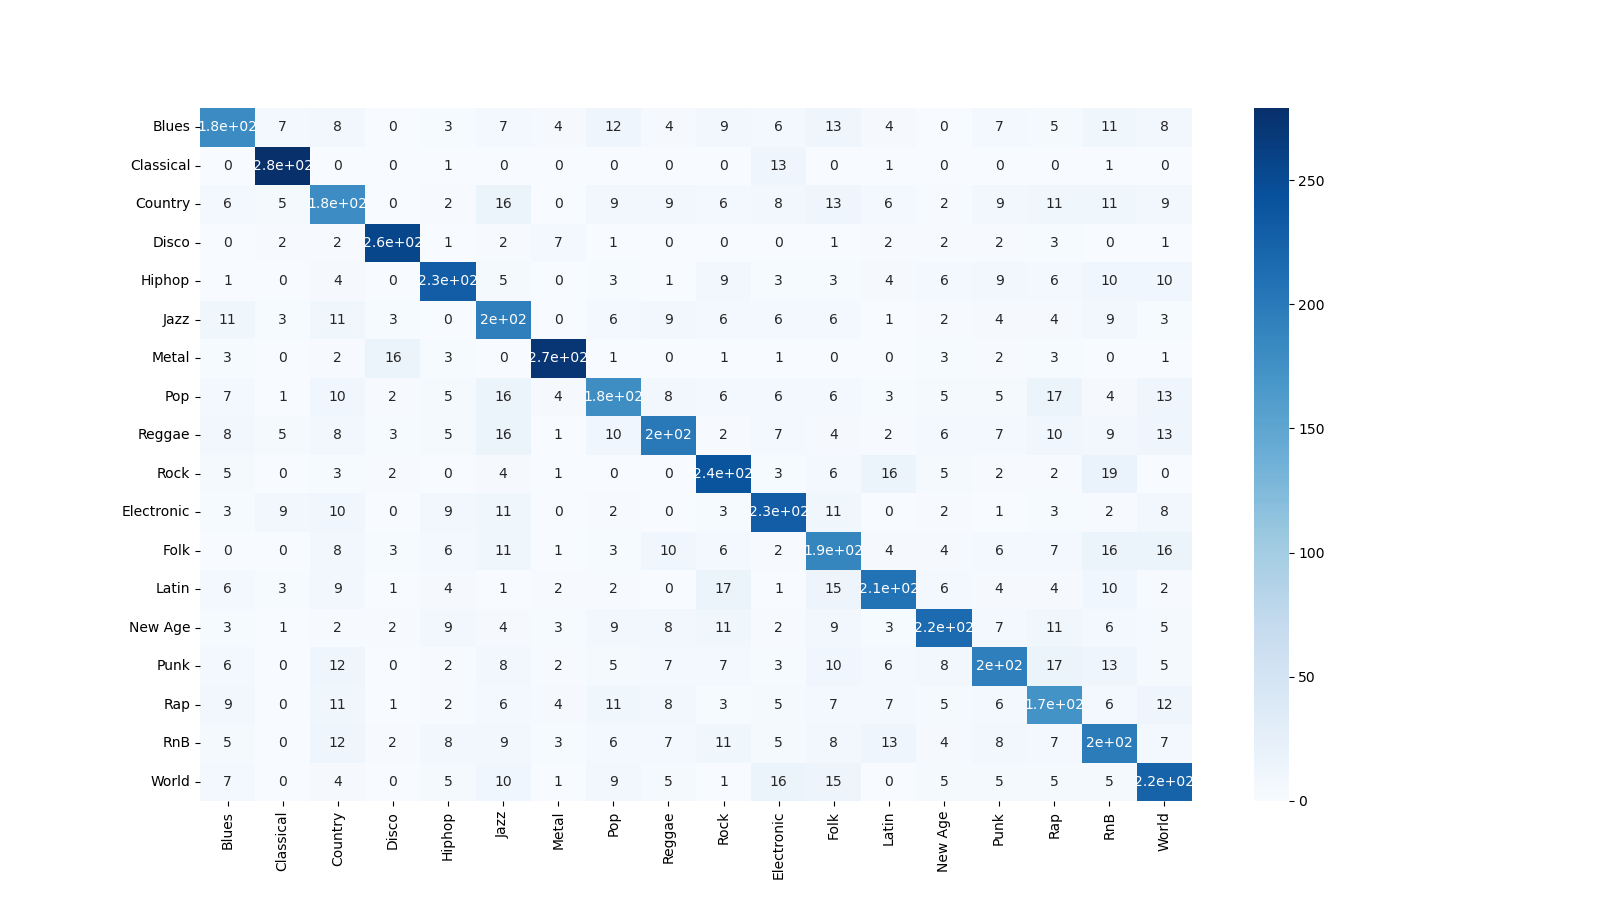 Blues 1.8e+02 7 8 0 3 7 4 12 4 9 6 13 4 0 7 5 11 8
Classical 0 2.8e+02 0 0 1 0 0 0 0 0 13 0 1 0 0 0 1 0
Country 6 5 1.8e+02 0 2 16 0 9 9 6 8 13 6 2 9 11 11 9
Disco 0 2 2 2.6e+02 1 2 7 1 0 0 0 1 2 2 2 3 0 1
Hiphop 1 0 4 0 2.3e+02 5 0 3 1 9 3 3 4 6 9 6 10 10
Jazz 11 3 11 3 0 2e+02 0 6 9 6 6 6 1 2 4 4 9 3
Metal 3 0 2 16 3 0 2.7e+02 1 0 1 1 0 0 3 2 3 0 1
Pop 7 1 10 2 5 16 4 1.8e+02 8 6 6 6 3 5 5 17 4 13
Reggae 8 5 8 3 5 16 1 10 2e+02 2 7 4 2 6 7 10 9 13
Rock 5 0 3 2 0 4 1 0 0 2.4e+02 3 6 16 5 2 2 19 0
Electronic 3 9 10 0 9 11 0 2 0 3 2.3e+02 11 0 2 1 3 2 8
Folk 0 0 8 3 6 11 1 3 10 6 2 1.9e+02 4 4 6 7 16 16
Latin 6 3 9 1 4 1 2 2 0 17 1 15 2.1e+02 6 4 4 10 2
New Age 3 1 2 2 9 4 3 9 8 11 2 9 3 2.2e+02 7 11 6 5
Punk 6 0 12 0 2 8 2 5 7 7 3 10 6 8 2e+02 17 13 5
Rap 9 0 11 1 2 6 4 11 8 3 5 7 7 5 6 1.7e+02 6 12
RnB 5 0 12 2 8 9 3 6 7 11 5 8 13 4 8 7 2e+02 7
World 7 0 4 0 5 10 1 9 5 1 16 15 0 5 5 5 5 2.2e+02
Blues Classical Country Disco Hiphop Jazz Metal Pop Reggae Rock Electronic Folk Latin New Age Punk Rap RnB World
250
200
150
100
50
0